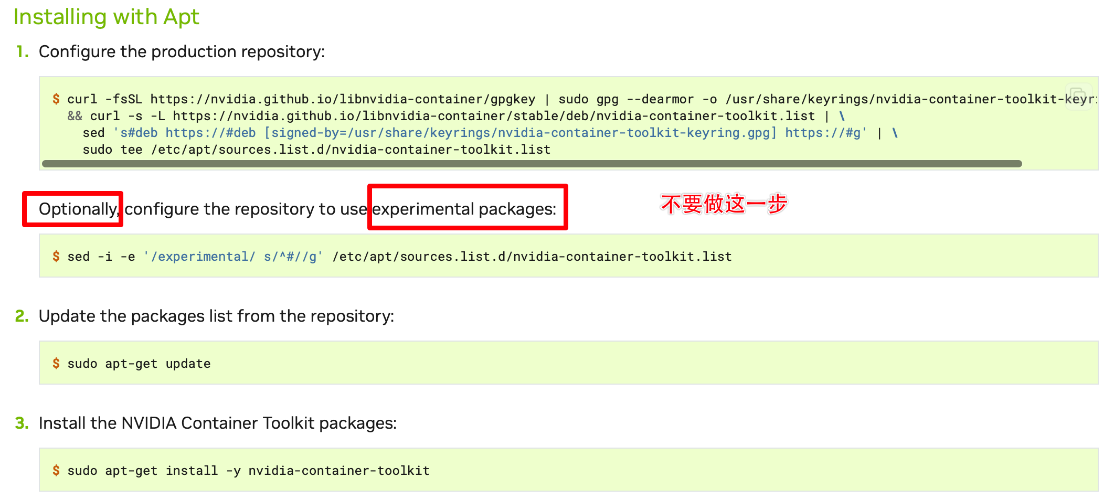 Installing with Apt
1. Configure the production repository:
$ curl -fsSL https://nvidia.github.io/libnvidia-container/gpgkey | sudo gpg --dearmor -o /usr/share/keyrings/nvidia-container-toolkit-keyri
&& curl -s -L https://nvidia.github.io/libnvidia-container/stable/deb/nvidia-container-toolkit.list | \
sed 's#deb https://#deb [signed-by=/usr/share/keyrings/nvidia-container-toolkit-keyring.gpg] https://#g' | \
sudo tee /etc/apt/sources.list.d/nvidia-container-toolkit.list
Optionally, configure the repository to use experimental packages: 不要做这一步
$ sed -i -e '/experimental/ s/^#//g' /etc/apt/sources.list.d/nvidia-container-toolkit.list
2. Update the packages list from the repository:
$ sudo apt-get update
3. Install the NVIDIA Container Toolkit packages:
$ sudo apt-get install -y nvidia-container-toolkit